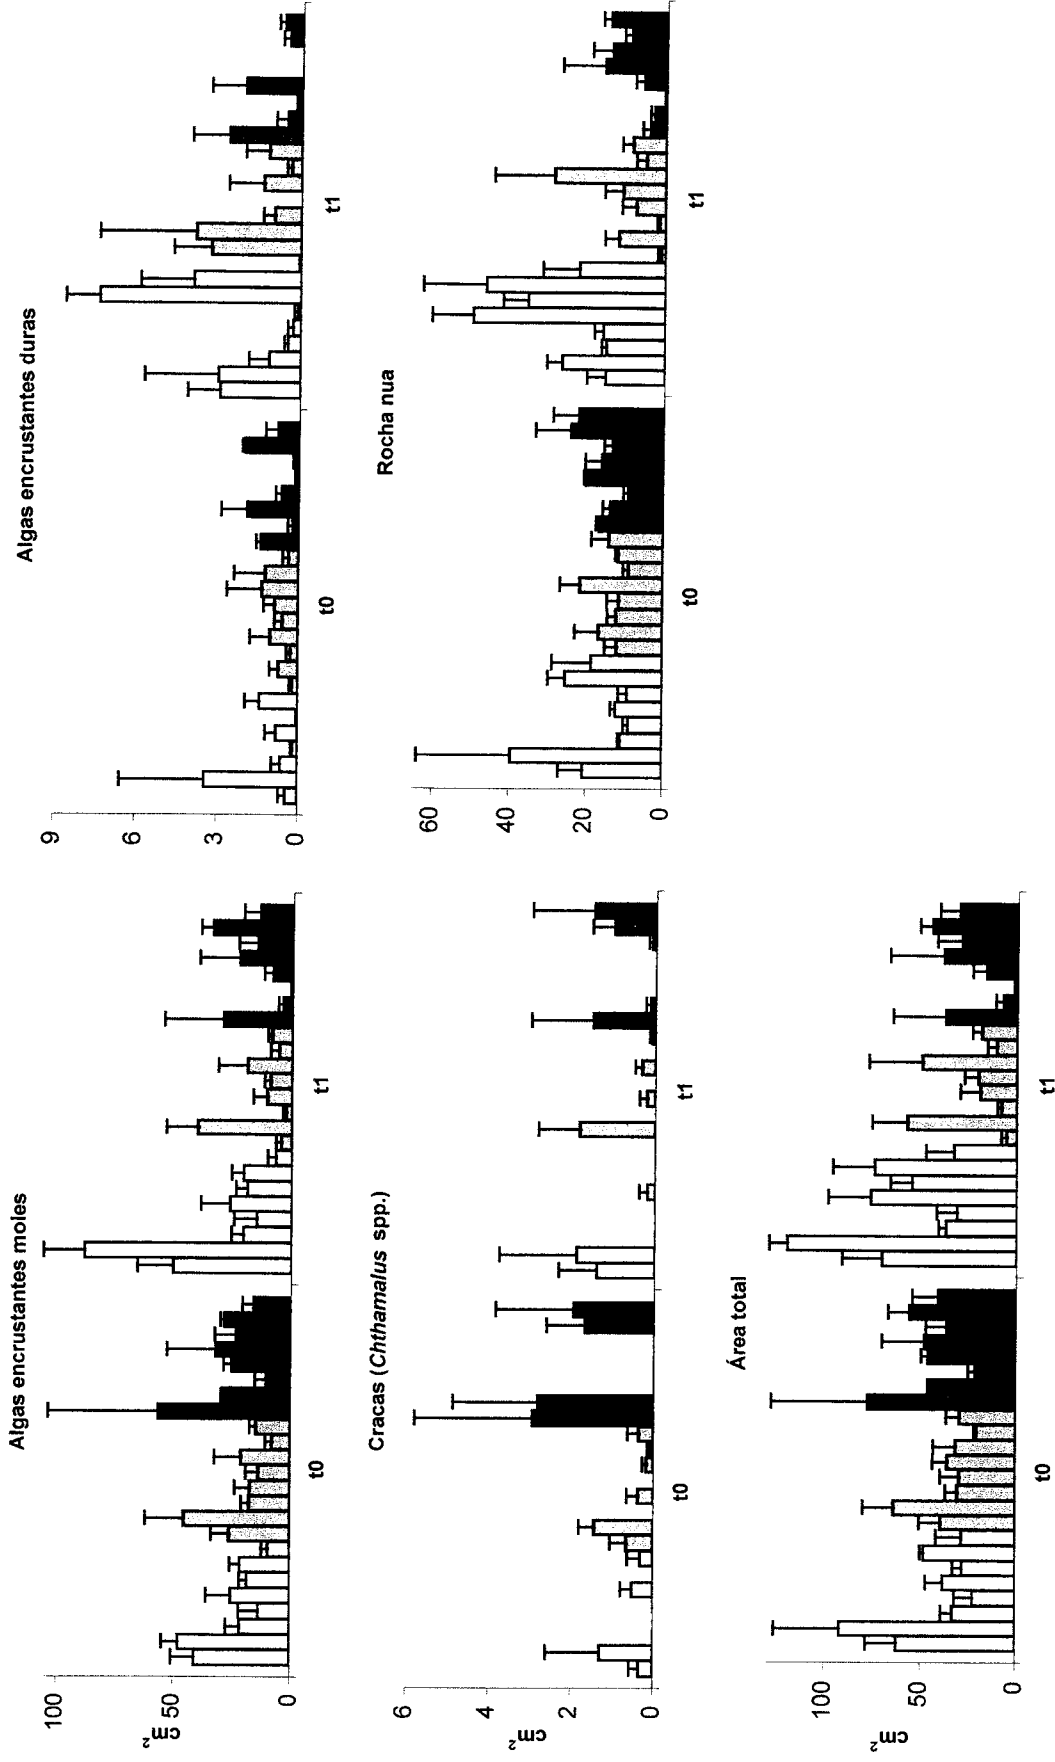 Algas encrustantes moles
cm²
100
50
0
t0
t1
Algas encrustantes duras
9
6
3
0
t0
t1
Cracas (Chthamalus spp.)
cm²
6
4
2
0
t0
t1
Rocha nua
60
40
20
0
t0
t1
Área total
cm²
100
50
0
t0
t1